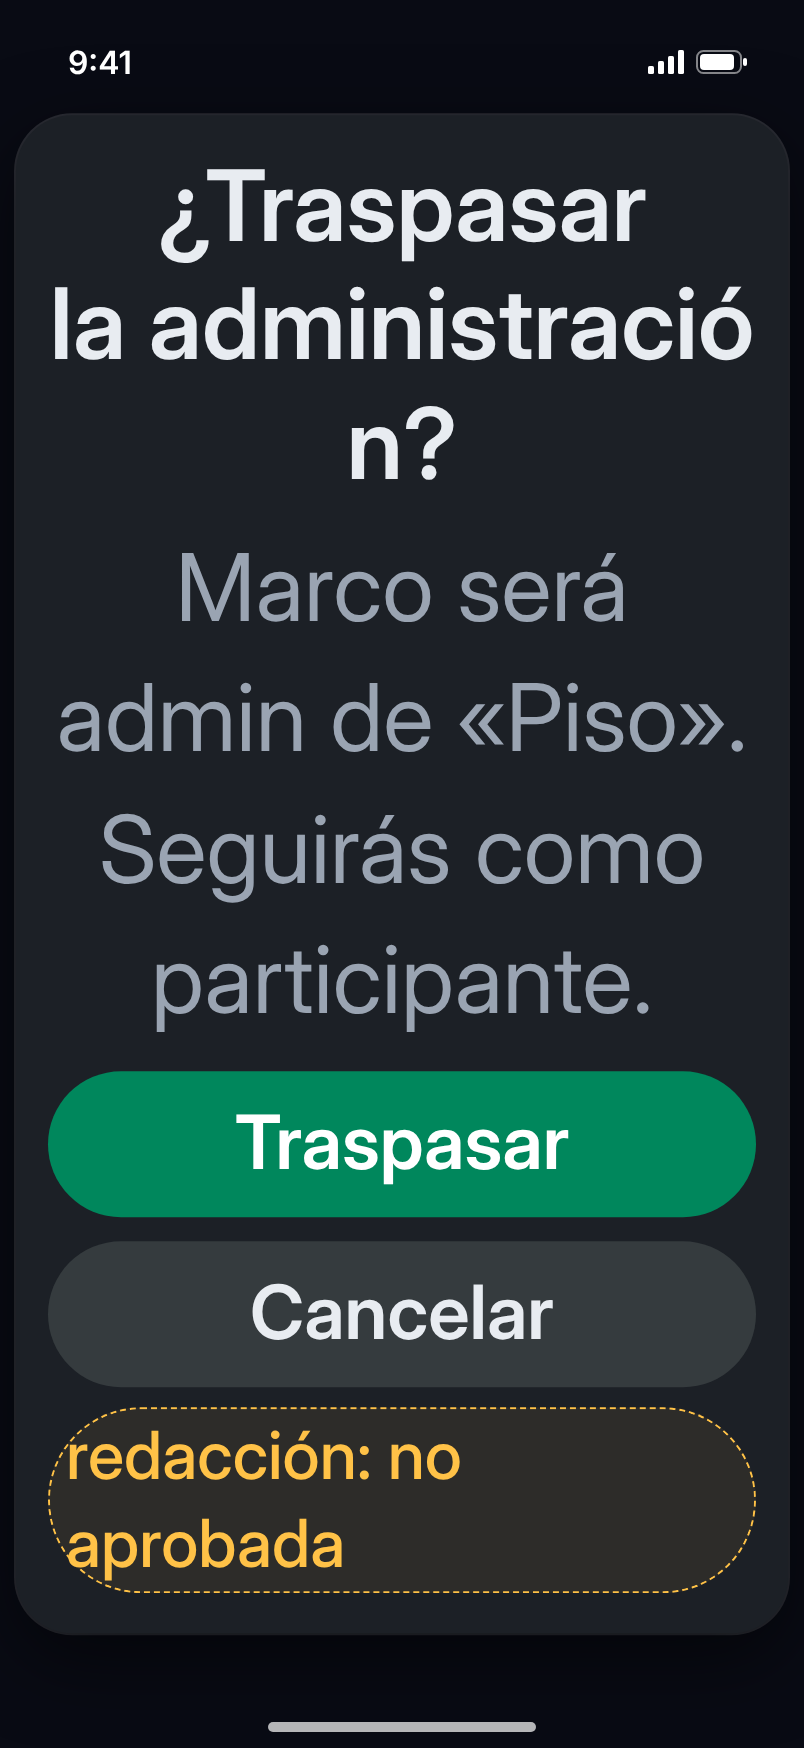 9:41
¿Traspasar
la administració
n?
Marco será
admin de «Piso».
Seguirás como
participante.
Traspasar
Cancelar
redacción: no
aprobada